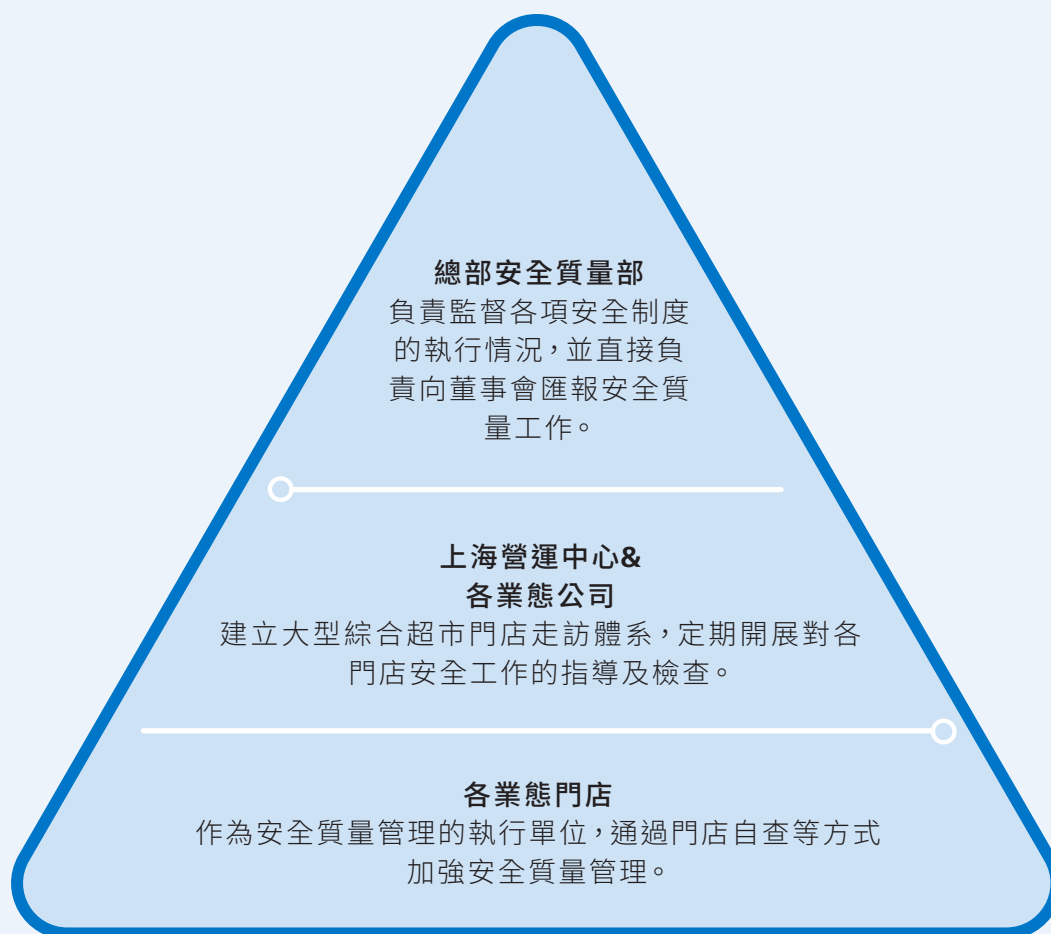 總部安全質量部
負責監督各項安全制度
的執行情況，並直接負
責向董事會匯報安全質
量工作。
上海營運中心&
各業態公司
建立大型綜合超市門店走訪體系，定期開展對各
門店安全工作的指導及檢查。
各業態門店
作為安全質量管理的執行單位，通過門店自查等方式
加強安全質量管理。